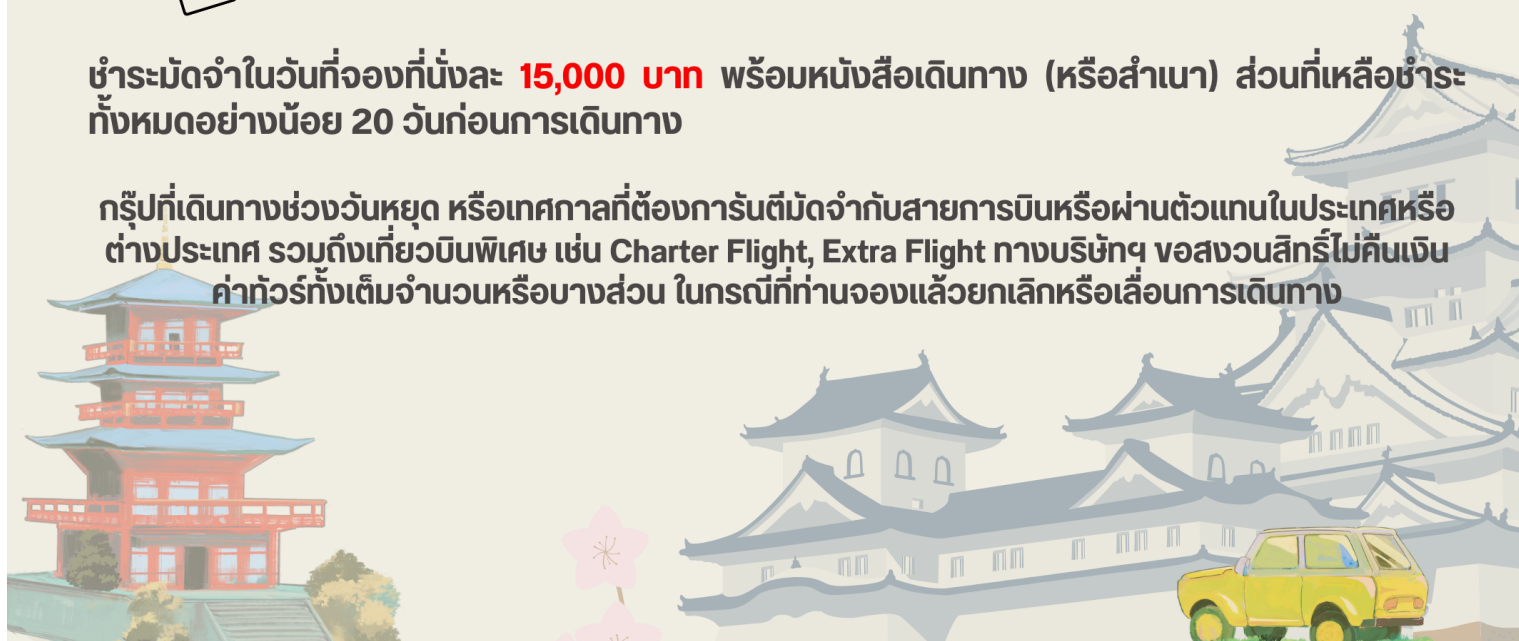 ชำระมัดจำในวันที่จองที่นั่งละ 15,000 บาท พร้อมหนังสือเดินทาง (หรือสำเนา) ส่วนที่เหลือชำระ
ทั้งหมดอย่างน้อย 20 วันก่อนการเดินทาง
กรุ๊ปที่เดินทางช่วงวันหยุด หรือเทศกาลที่ต้องการันตีมัดจำกับสายการบินหรือผ่านตัวแทนในประเทศหรือ
ต่างประเทศ รวมถึงเที่ยวบินพิเศษ เช่น Charter Flight, Extra Flight ทางบริษัทฯ ขอสงวนสิทธิ์ไม่คืนเงิน
ค่าทัวร์ทั้งเต็มจำนวนหรือบางส่วน ในกรณีที่ท่านจองแล้วยกเลิกหรือเลื่อนการเดินทาง